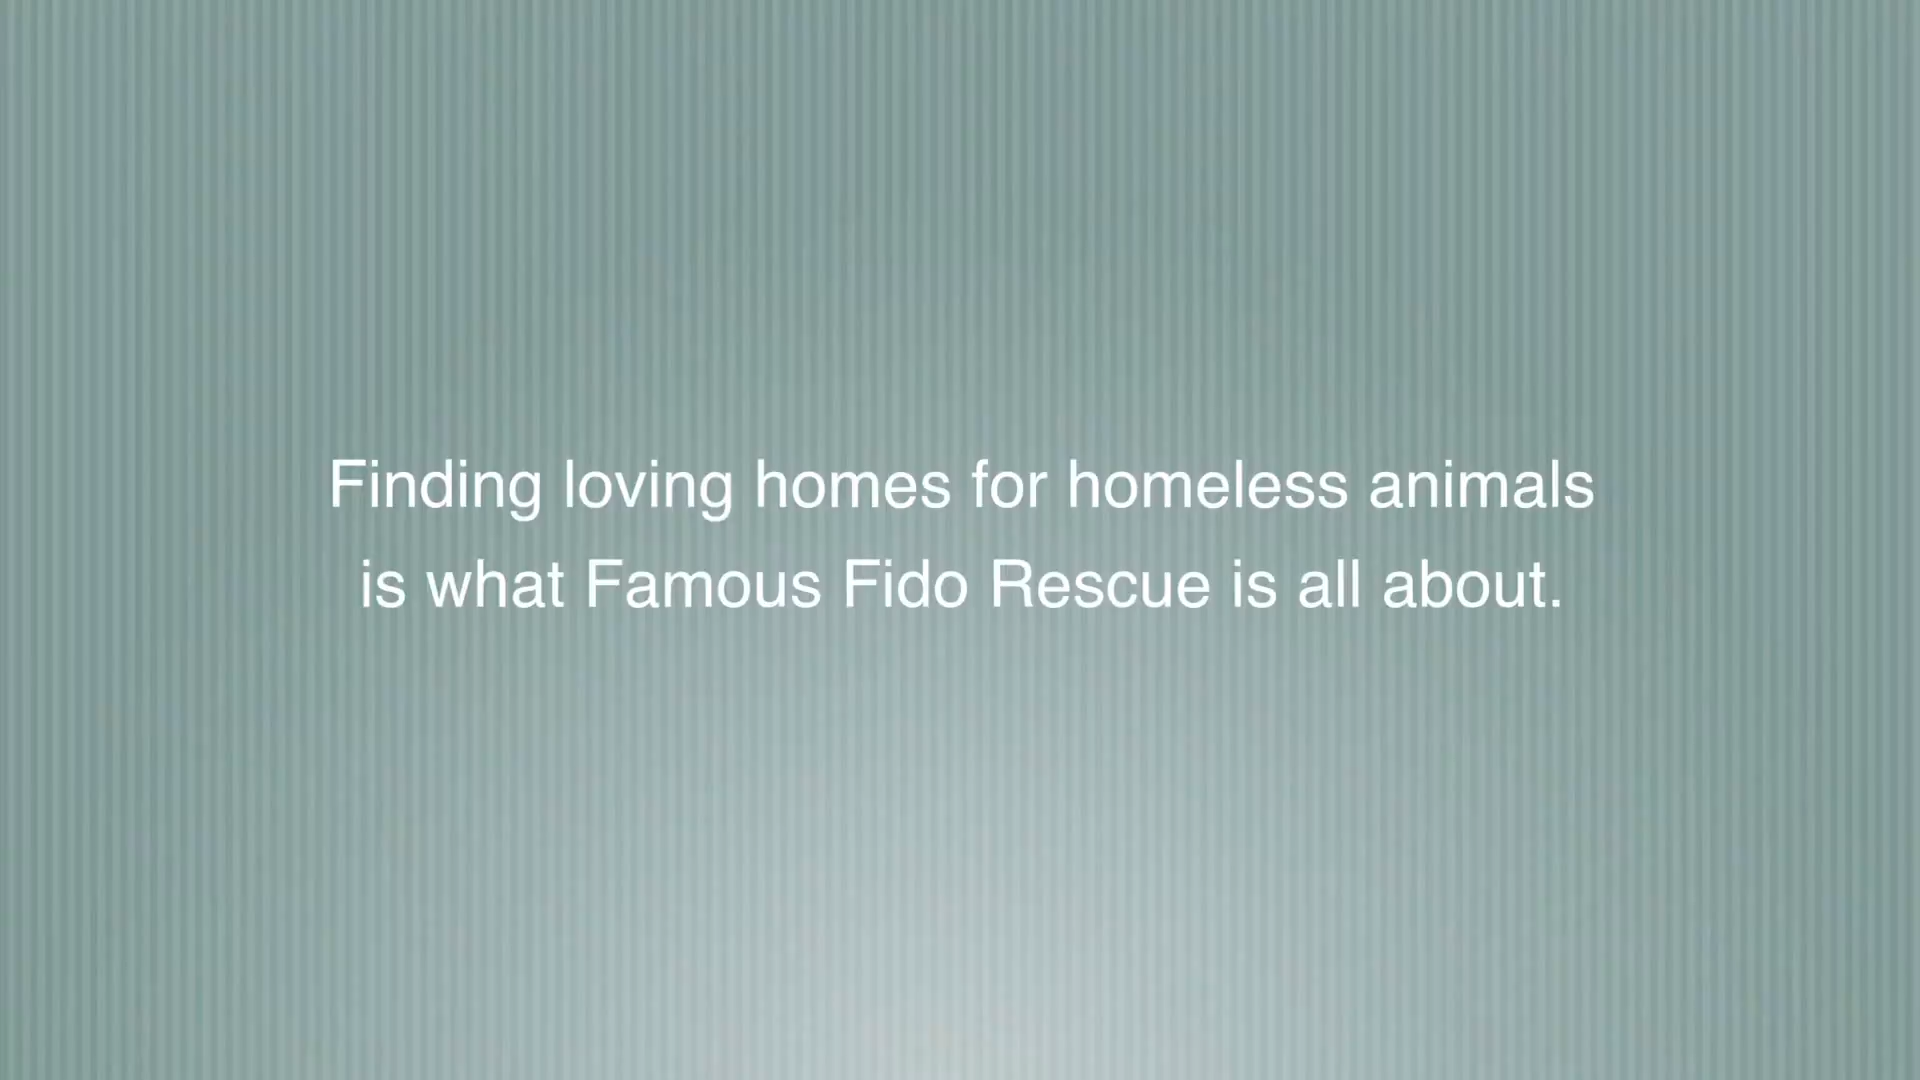 Finding loving homes for homeless animals
is what Famous Fido Rescue is all about.